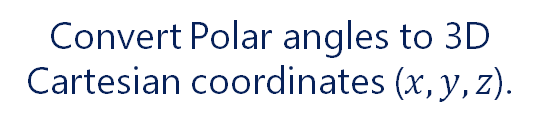 Convert Polar angles to 3D
Cartesian coordinates (x, y, z).